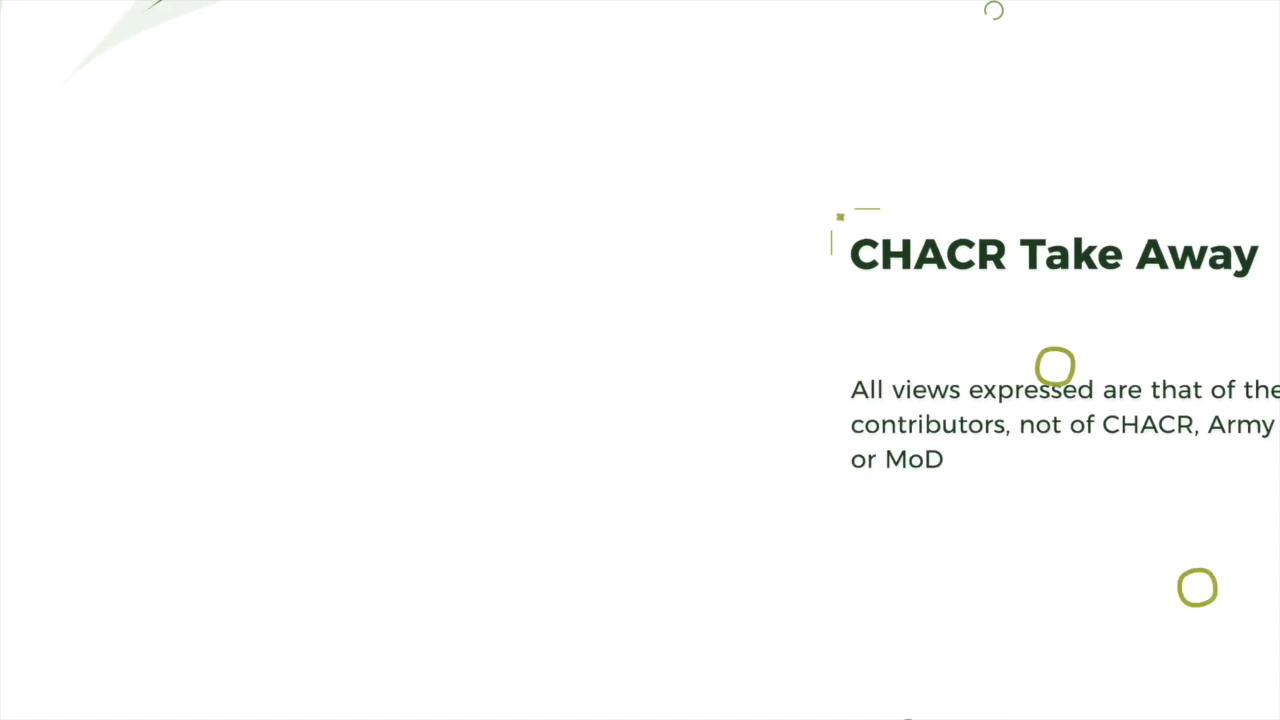 CHACR Take Away
All views expressed are that of the
contributors, not of CHACR, Army
or MoD